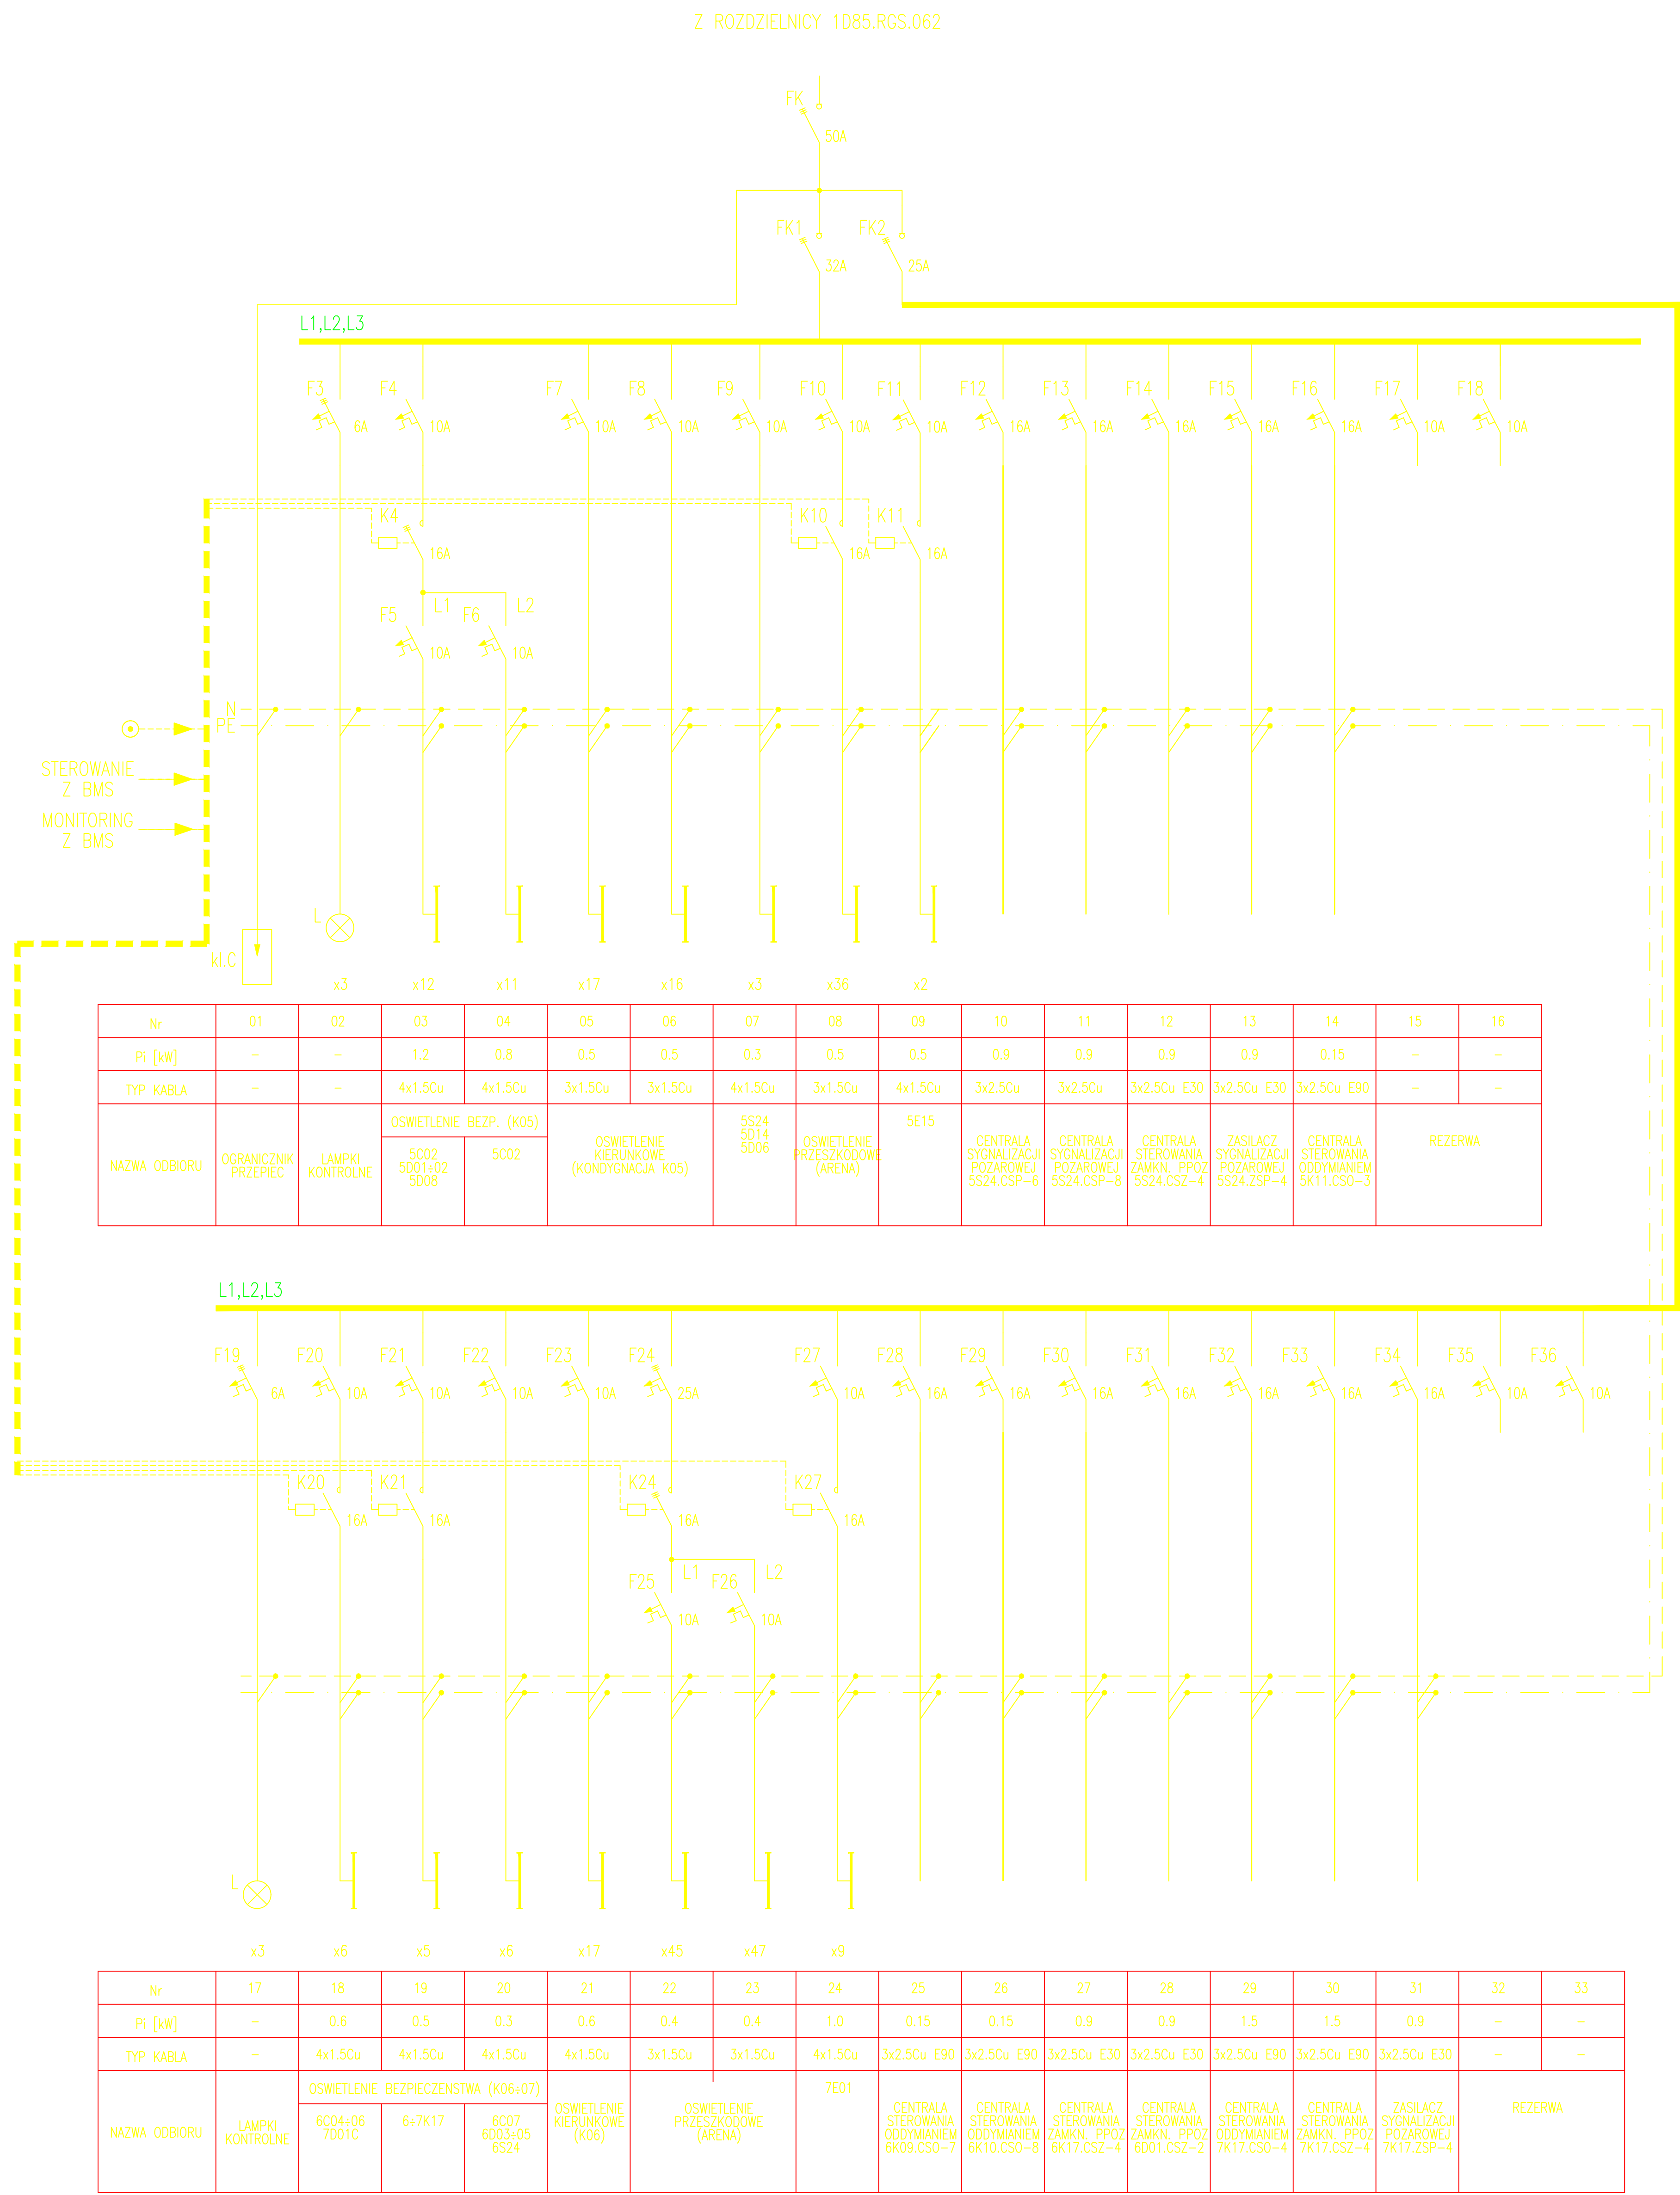 Z ROZDZIELNICY 1D85.RGS.062
FK
50A
FK1
32A
FK2
25A
L1,L2,L3
F3 F4 F7 F8 F9 F10 F11 F12 F13 F14 F15 F16 F17 F18
6A 10A 10A 10A 10A 10A 10A 16A 16A 16A 16A 16A 10A 10A
K4 K10 K11
16A 16A 16A
L1 L2
F5 F6
10A 10A
N
PE
STEROWANIE
Z BMS
MONITORING
Z BMS
L
kl.C
x3 x12 x11 x17 x16 x3 x36 x2
Nr 01 02 03 04 05 06 07 08 09 10 11 12 13 14 15 16
Pi [kW] – – 1.2 0.8 0.5 0.5 0.3 0.5 0.5 0.9 0.9 0.9 0.9 0.15 – –
TYP KABLA – – 4x1.5Cu 4x1.5Cu 3x1.5Cu 3x1.5Cu 4x1.5Cu 3x1.5Cu 4x1.5Cu 3x2.5Cu 3x2.5Cu 3x2.5Cu E30 3x2.5Cu E30 3x2.5Cu E90 – –
NAZWA ODBIORU
OGRANICZNIK
PRZEPIEC
LAMPKI
KONTROLNE
OSWIETLENIE BEZP. (K05)
5C02
5D01÷02
5D08
5C02
OSWIETLENIE
KIERUNKOWE
(KONDYGNACJA K05)
5S24
5D14
5D06
OSWIETLENIE
PRZESZKODOWE
(ARENA)
5E15
CENTRALA
SYGNALIZACJI
POZAROWEJ
5S24.CSP-6
CENTRALA
SYGNALIZACJI
POZAROWEJ
5S24.CSP-8
CENTRALA
STEROWANIA
ZAMKN. PPOZ
5S24.CSZ-4
ZASILACZ
SYGNALIZACJI
POZAROWEJ
5S24.ZSP-4
CENTRALA
STEROWANIA
ODDYMIANIEM
5K11.CSO-3
REZERWA
L1,L2,L3
F19 F20 F21 F22 F23 F24 F27 F28 F29 F30 F31 F32 F33 F34 F35 F36
6A 10A 10A 10A 10A 25A 10A 16A 16A 16A 16A 16A 16A 16A 10A 10A
K20 K21 K24 K27
16A 16A 16A 16A
L1 L2
F25 F26
10A 10A
L
x3 x6 x5 x6 x17 x45 x47 x9
Nr 17 18 19 20 21 22 23 24 25 26 27 28 29 30 31 32 33
Pi [kW] – 0.6 0.5 0.3 0.6 0.4 0.4 1.0 0.15 0.15 0.9 0.9 1.5 1.5 0.9 – –
TYP KABLA – 4x1.5Cu 4x1.5Cu 4x1.5Cu 4x1.5Cu 3x1.5Cu 3x1.5Cu 4x1.5Cu 3x2.5Cu E90 3x2.5Cu E90 3x2.5Cu E30 3x2.5Cu E30 3x2.5Cu E90 3x2.5Cu E90 3x2.5Cu E30 – –
NAZWA ODBIORU
LAMPKI
KONTROLNE
OSWIETLENIE BEZPIECZENSTWA (K06÷07)
6C04÷06
7D01C
6÷7K17
6C07
6D03÷05
6S24
OSWIETLENIE
KIERUNKOWE
(K06)
OSWIETLENIE
PRZESZKODOWE
(ARENA)
7E01
CENTRALA
STEROWANIA
ODDYMIANIEM
6K09.CSO-7
CENTRALA
STEROWANIA
ODDYMIANIEM
6K10.CSO-8
CENTRALA
STEROWANIA
ZAMKN. PPOZ
6K17.CSZ-4
CENTRALA
STEROWANIA
ZAMKN. PPOZ
6D01.CSZ-2
CENTRALA
STEROWANIA
ODDYMIANIEM
7K17.CSO-4
CENTRALA
STEROWANIA
ZAMKN. PPOZ
7K17.CSZ-4
ZASILACZ
SYGNALIZACJI
POZAROWEJ
7K17.ZSP-4
REZERWA